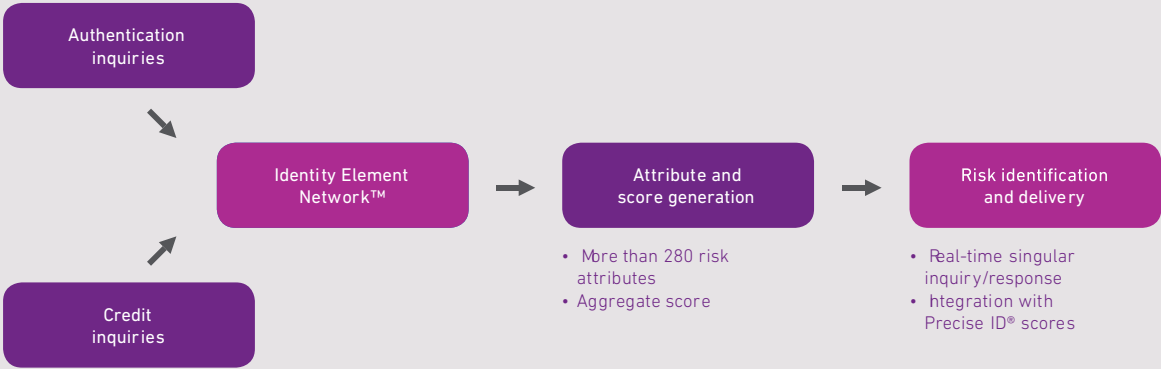 Authentication
inquiries
Identity Element
Network™
Attribute and
score generation
Risk identification
and delivery
• More than 280 risk
attributes
• Aggregate score
• Real-time singular
inquiry/response
• Integration with
Precise ID® scores
Credit
inquiries